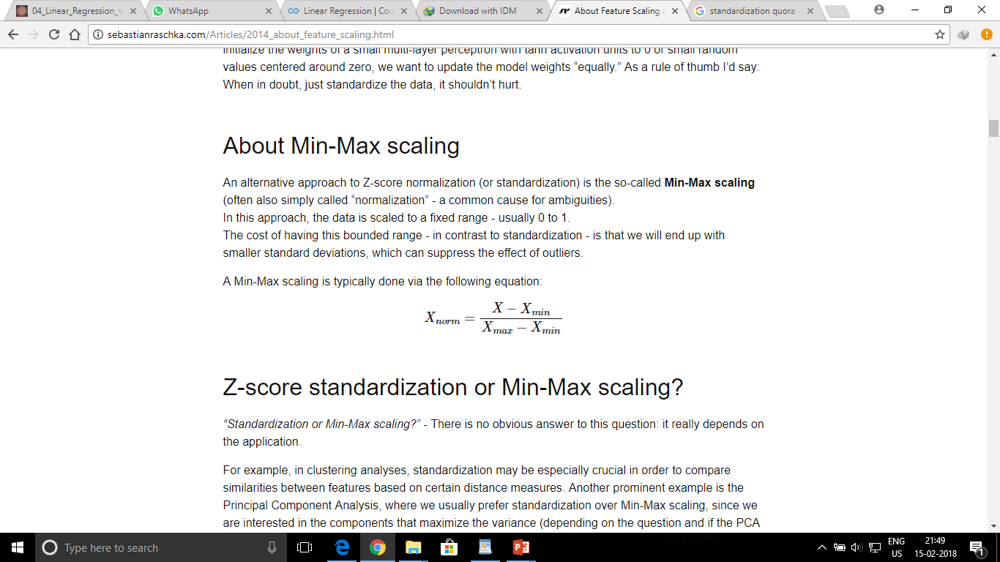 04_Linear_Regression_w
WhatsApp
Linear Regression | Cou
Download with IDM
About Feature Scaling a
standardization quora -
sebastianraschka.com/Articles/2014_about_feature_scaling.html
initialize the weights of a small multi-layer perceptron with tanh activation units to 0 or small random
values centered around zero, we want to update the model weights “equally.” As a rule of thumb I’d say:
When in doubt, just standardize the data, it shouldn’t hurt.
About Min-Max scaling
An alternative approach to Z-score normalization (or standardization) is the so-called Min-Max scaling
(often also simply called “normalization” - a common cause for ambiguities).
In this approach, the data is scaled to a fixed range - usually 0 to 1.
The cost of having this bounded range - in contrast to standardization - is that we will end up with
smaller standard deviations, which can suppress the effect of outliers.
A Min-Max scaling is typically done via the following equation:
X_norm = (X − X_min) / (X_max − X_min)
Z-score standardization or Min-Max scaling?
“Standardization or Min-Max scaling?” - There is no obvious answer to this question: it really depends on
the application.
For example, in clustering analyses, standardization may be especially crucial in order to compare
similarities between features based on certain distance measures. Another prominent example is the
Principal Component Analysis, where we usually prefer standardization over Min-Max scaling, since we
are interested in the components that maximize the variance (depending on the question and if the PCA
Type here to search
ENG
US
21:49
15-02-2018
1